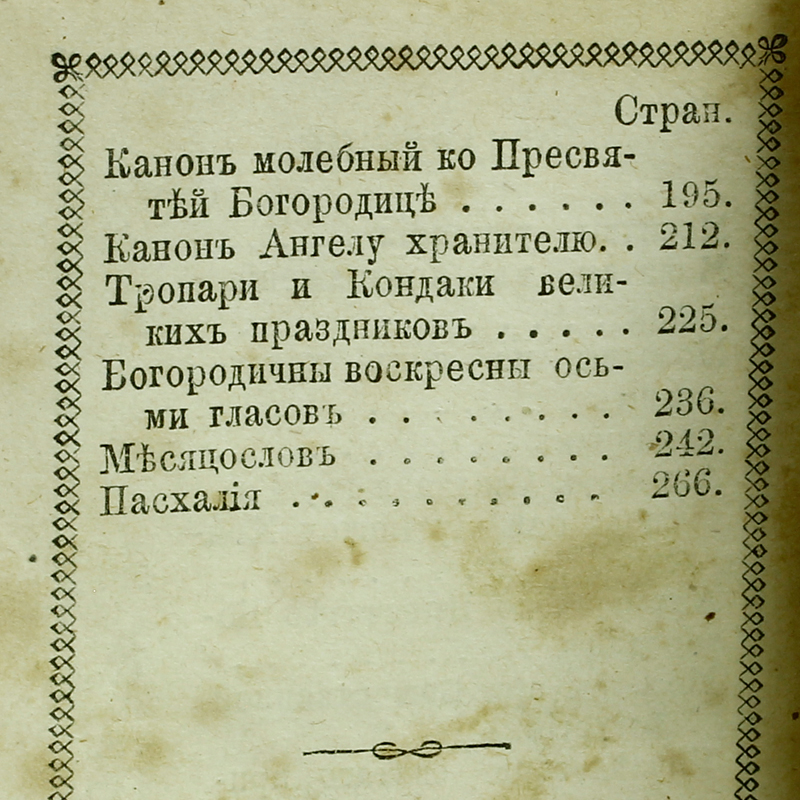 Стран.
Канонъ молебный ко Пресвя-
тѣй Богородицѣ . . . . . . 195.
Канонъ Ангелу хранителю. . 212.
Тропари и Кондаки вели-
кихъ праздниковъ . . . . . 225.
Богородичны воскресны ось-
ми гласовъ . . . . . . . . 236.
Мѣсяцословъ . . . . . . . . 242.
Пасхалія . . . . . . . . . . 266.